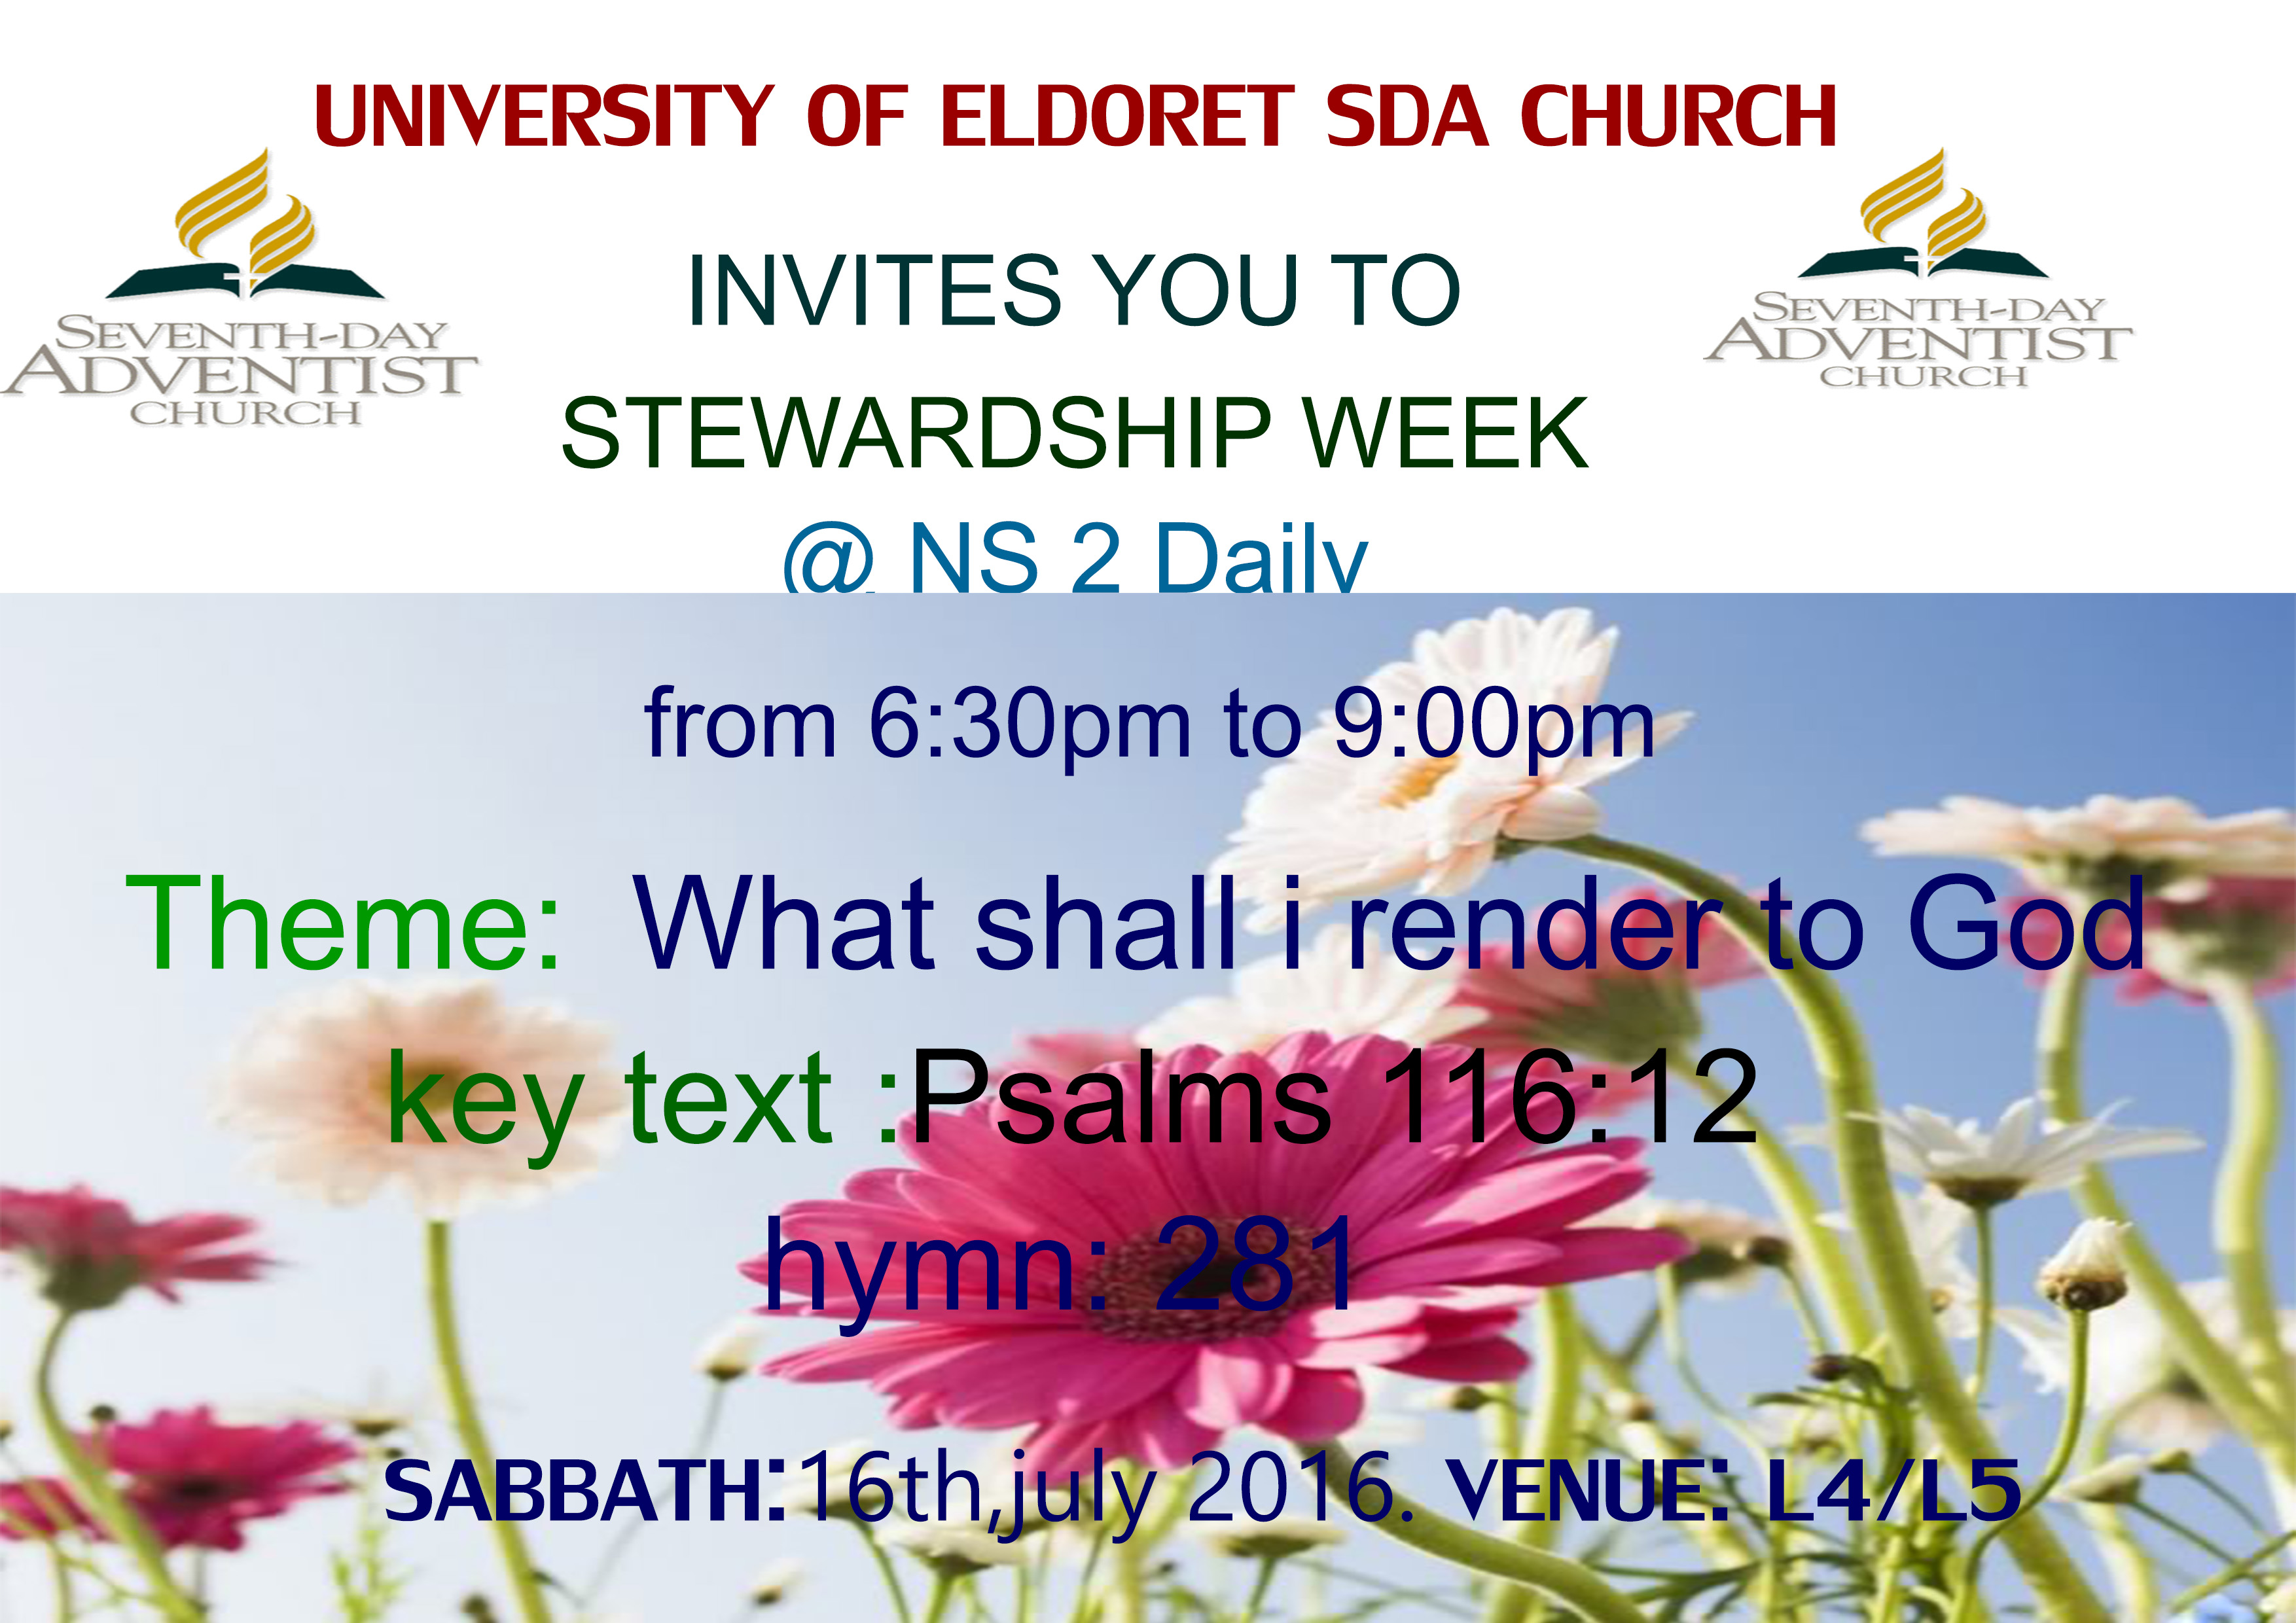 UNIVERSITY OF ELDORET SDA CHURCH
SEVENTH-DAY
ADVENTIST
CHURCH
SEVENTH-DAY
ADVENTIST
CHURCH
INVITES YOU TO
STEWARDSHIP WEEK
@ NS 2 Daily
from 6:30pm to 9:00pm
Theme: What shall i render to God
key text :Psalms 116:12
hymn: 281
SABBATH:16th,july 2016. VENUE: L4/L5